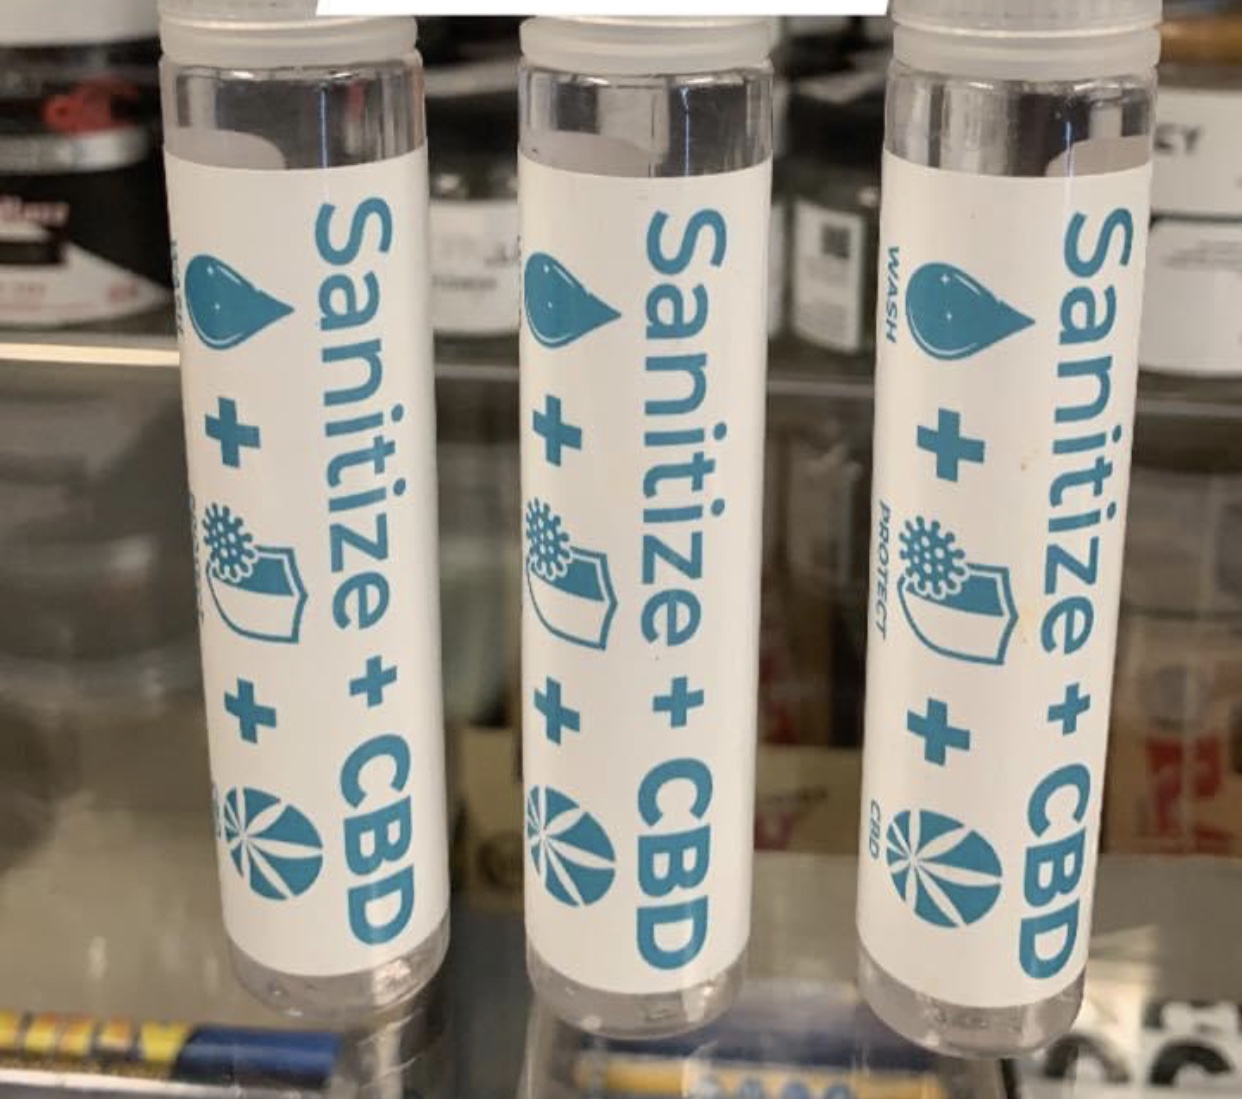 Sanitize + CBD
Sanitize + CBD
Sanitize + CBD
WASH
PROTECT
CBD